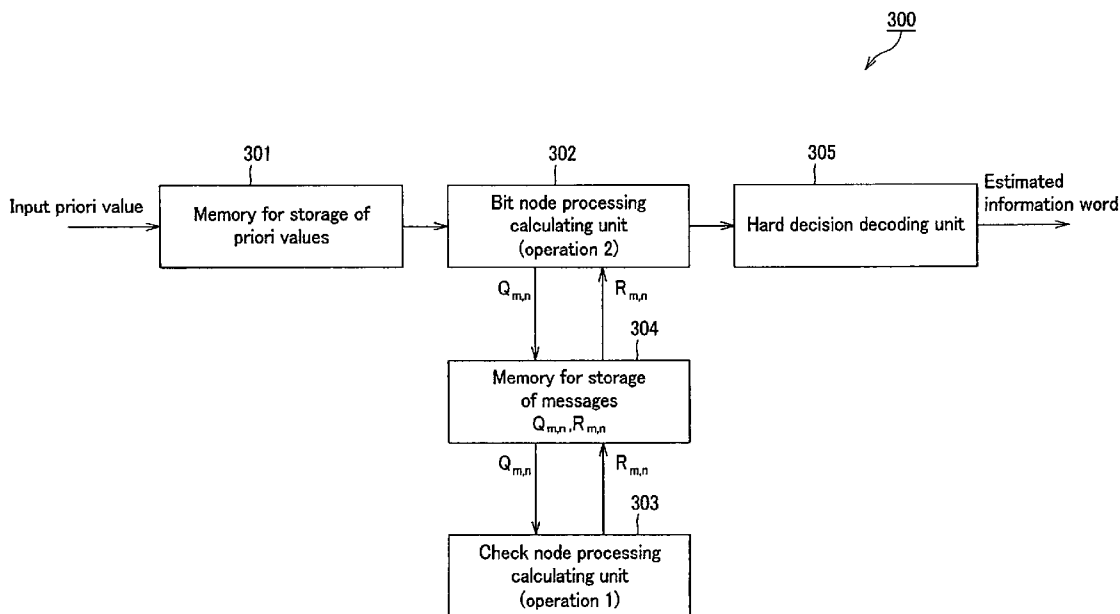 300
301
302
305
Input priori value
Memory for storage of
priori values
Bit node processing
calculating unit
(operation 2)
Hard decision decoding unit
Estimated
information word
Qm,n
Rm,n
304
Memory for storage
of messages
Qm,n,Rm,n
Qm,n
Rm,n
303
Check node processing
calculating unit
(operation 1)